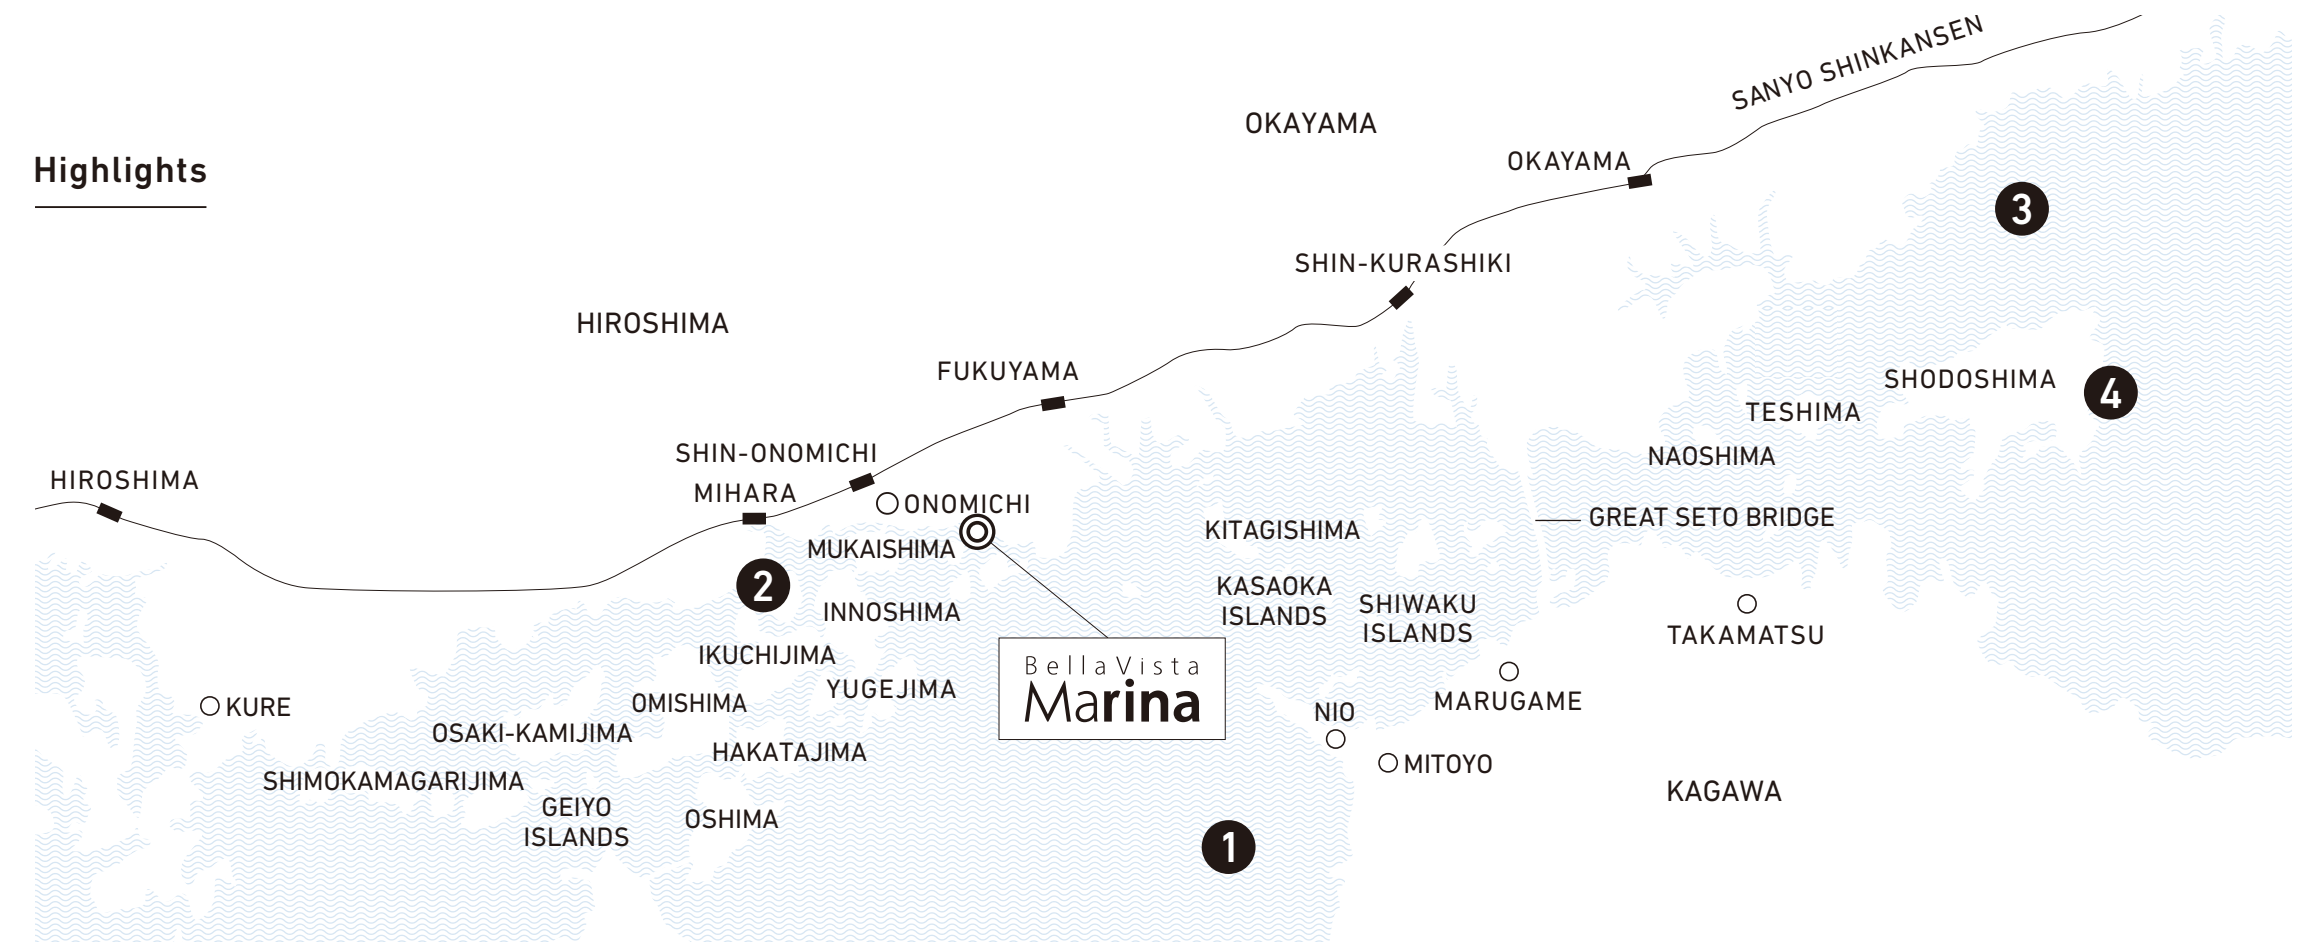 SANYO SHINKANSEN
OKAYAMA
OKAYAMA
Highlights
3
SHIN-KURASHIKI
HIROSHIMA
FUKUYAMA
SHODOSHIMA
4
TESHIMA
SHIN-ONOMICHI
NAOSHIMA
HIROSHIMA
MIHARA
ONOMICHI
GREAT SETO BRIDGE
KITAGISHIMA
MUKAISHIMA
2
KASAOKA
ISLANDS
SHIWAKU
ISLANDS
INNOSHIMA
TAKAMATSU
IKUCHIJIMA
BellaVista
Marina
YUGEJIMA
OMISHIMA
MARUGAME
KURE
NIO
OSAKI-KAMIJIMA
HAKATAJIMA
MITOYO
SHIMOKAMAGARIJIMA
KAGAWA
GEIYO
ISLANDS
OSHIMA
1